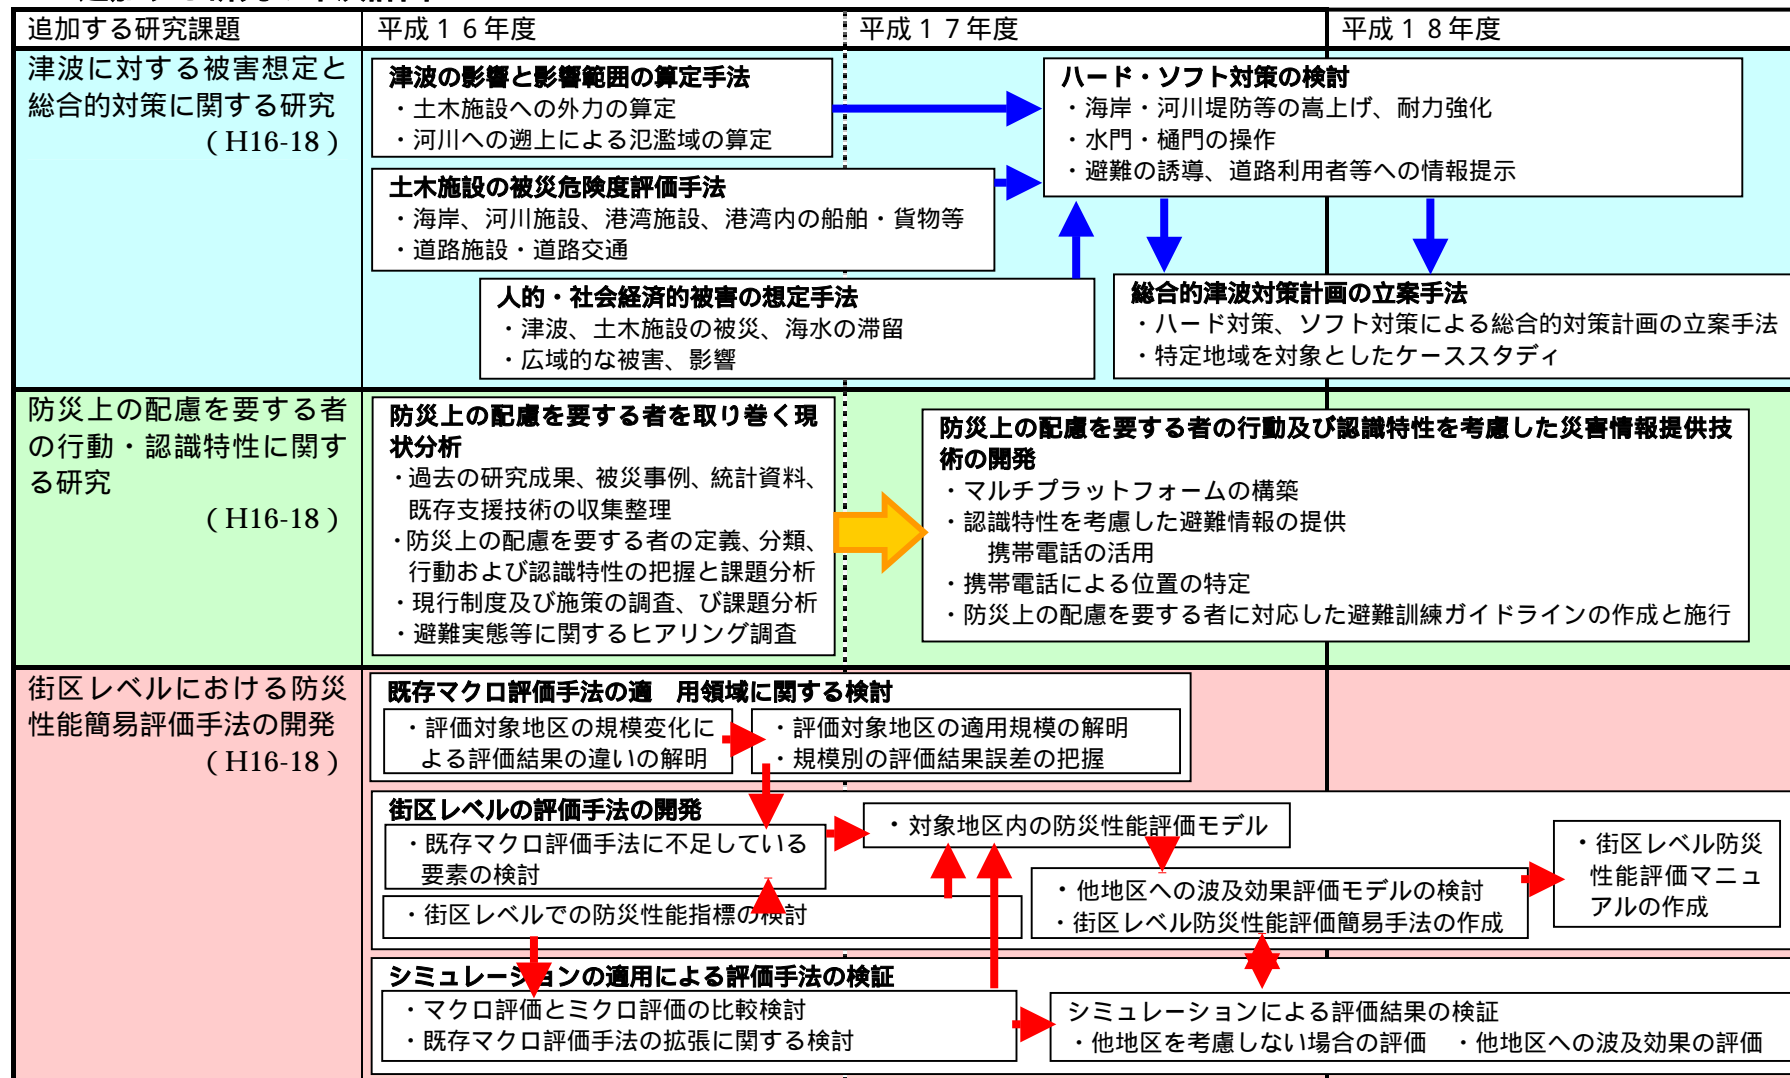 追加する研究課題
平成１６年度
平成１７年度
平成１８年度
津波に対する被害想定と
総合的対策に関する研究
（H16-18）
津波の影響と影響範囲の算定手法
・土木施設への外力の算定
・河川への遡上による氾濫域の算定
土木施設の被災危険度評価手法
・海岸、河川施設、港湾施設、港湾内の船舶・貨物等
・道路施設・道路交通
人的・社会経済的被害の想定手法
・津波、土木施設の被災、海水の滞留
・広域的な被害、影響
ハード・ソフト対策の検討
・海岸・河川堤防等の嵩上げ、耐力強化
・水門・樋門の操作
・避難の誘導、道路利用者等への情報提示
総合的津波対策計画の立案手法
・ハード対策、ソフト対策による総合的対策計画の立案手法
・特定地域を対象としたケーススタディ
防災上の配慮を要する者
の行動・認識特性に関す
る研究
（H16-18）
防災上の配慮を要する者を取り巻く現
状分析
・過去の研究成果、被災事例、統計資料、
既存支援技術の収集整理
・防災上の配慮を要する者の定義、分類、
行動および認識特性の把握と課題分析
・現行制度及び施策の調査、び課題分析
・避難実態等に関するヒアリング調査
防災上の配慮を要する者の行動及び認識特性を考慮した災害情報提供技
術の開発
・マルチプラットフォームの構築
・認識特性を考慮した避難情報の提供
携帯電話の活用
・携帯電話による位置の特定
・防災上の配慮を要する者に対応した避難訓練ガイドラインの作成と施行
街区レベルにおける防災
性能簡易評価手法の開発
（H16-18）
既存マクロ評価手法の適　用領域に関する検討
・評価対象地区の規模変化に
よる評価結果の違いの解明
・評価対象地区の適用規模の解明
・規模別の評価結果誤差の把握
街区レベルの評価手法の開発
・既存マクロ評価手法に不足している
要素の検討
・街区レベルでの防災性能指標の検討
・対象地区内の防災性能評価モデル
・他地区への波及効果評価モデルの検討
・街区レベル防災性能評価簡易手法の作成
・街区レベル防災
性能評価マニュ
アルの作成
シミュレーションの適用による評価手法の検証
・マクロ評価とミクロ評価の比較検討
・既存マクロ評価手法の拡張に関する検討
シミュレーションによる評価結果の検証
・他地区を考慮しない場合の評価　・他地区への波及効果の評価